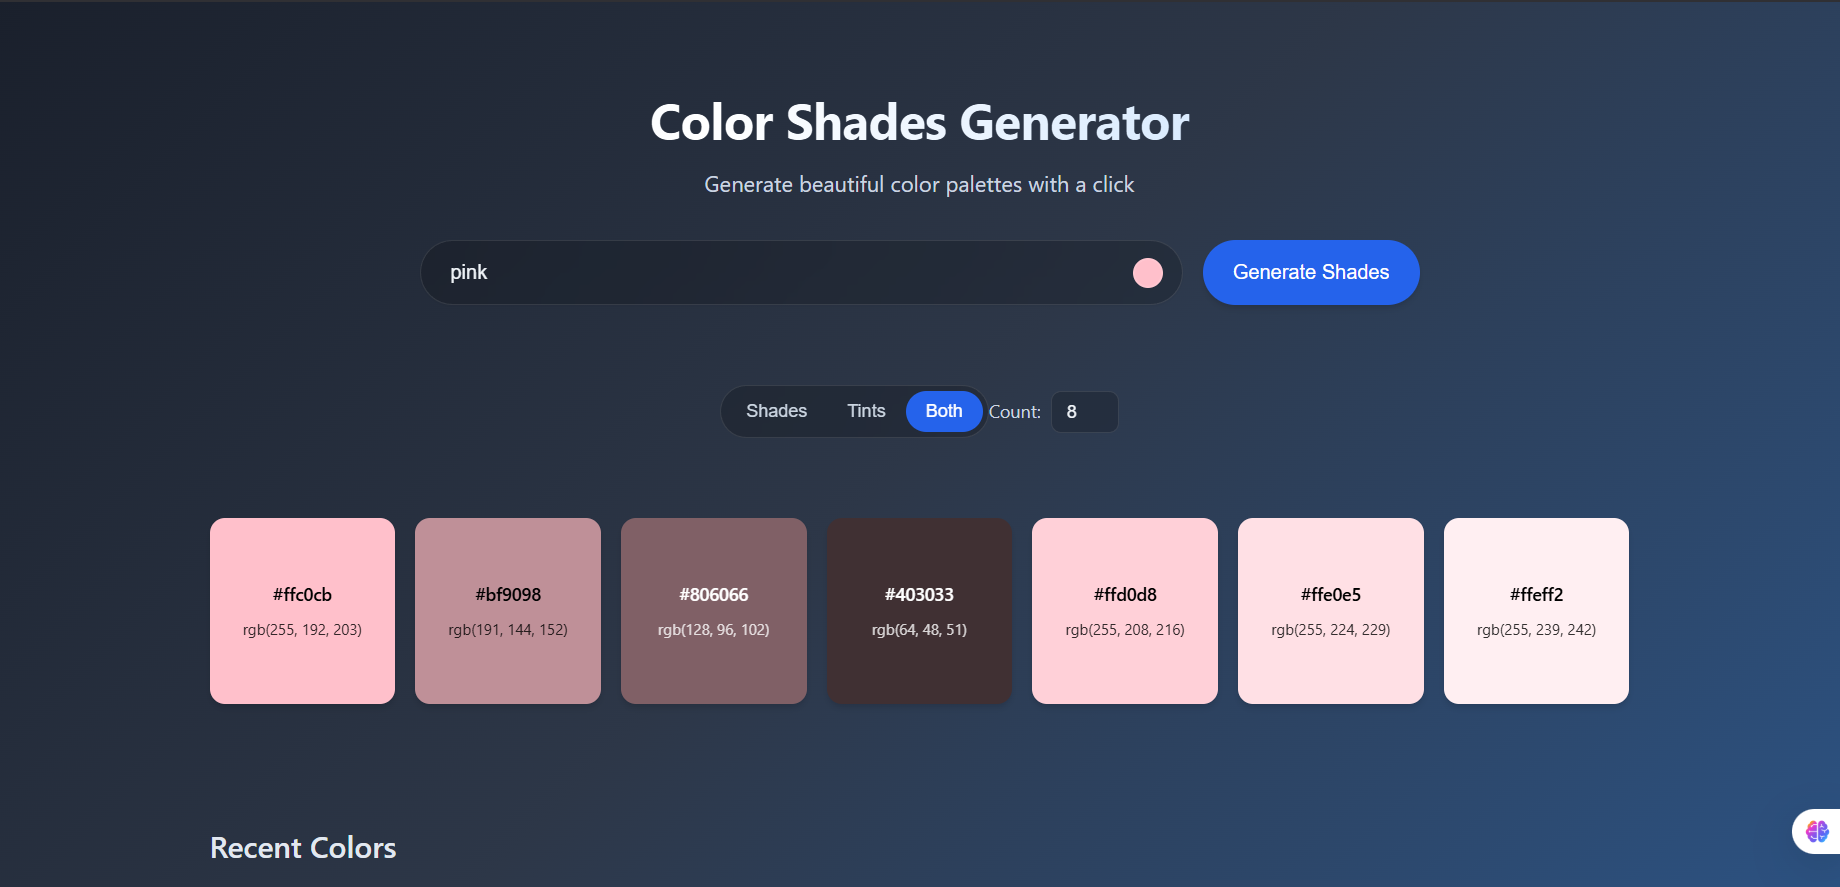 Color Shades Generator
Generate beautiful color palettes with a click
pink
Generate Shades
Shades Tints Both Count: 8
#ffc0cb #bf9098 #806066 #403033 #ffd0d8 #ffe0e5 #ffeff2
rgb(255, 192, 203) rgb(191, 144, 152) rgb(128, 96, 102) rgb(64, 48, 51) rgb(255, 208, 216) rgb(255, 224, 229) rgb(255, 239, 242)
Recent Colors